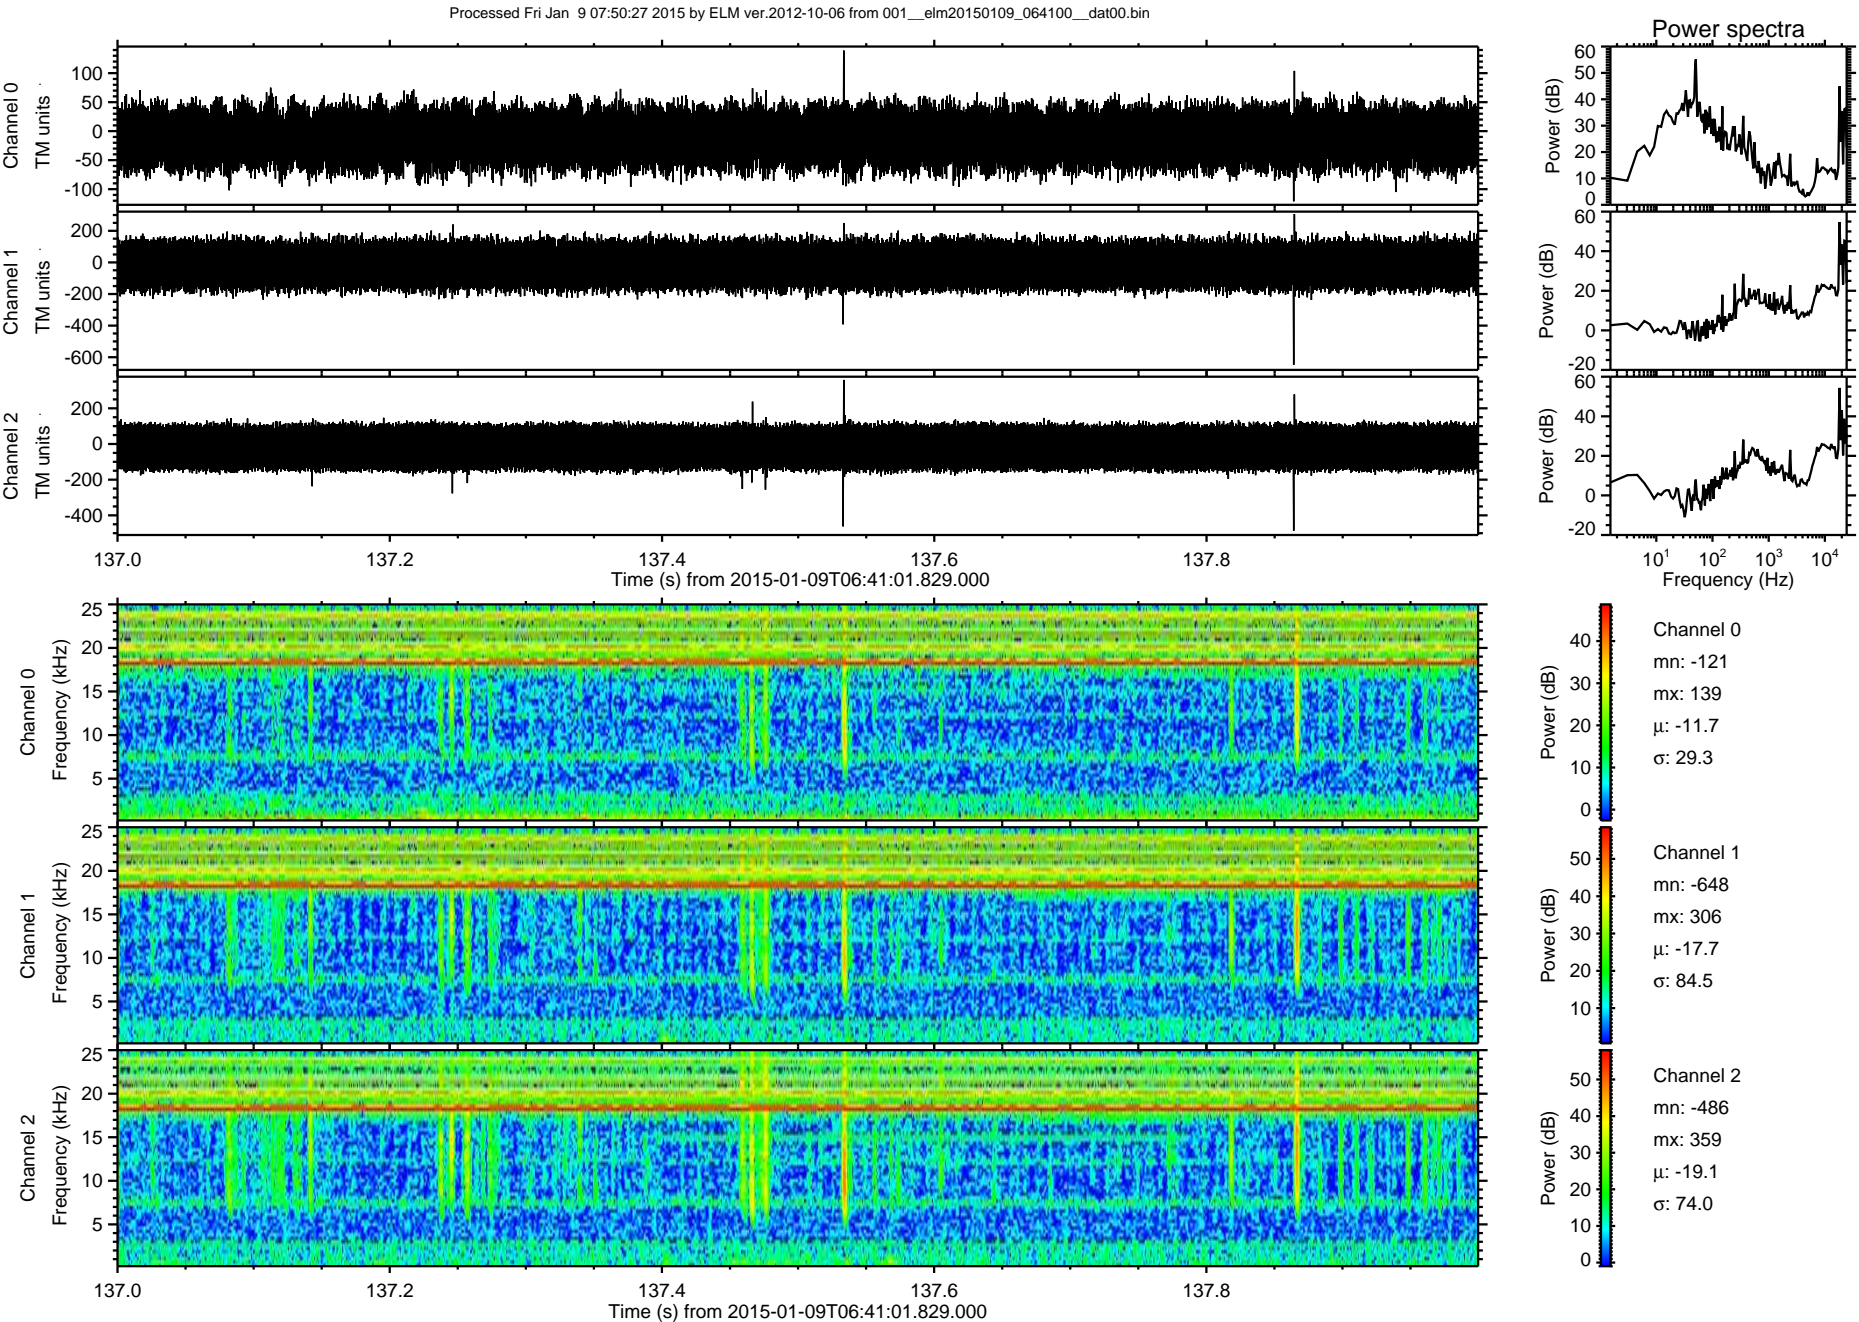 Processed Fri Jan  9 07:50:27 2015 by ELM ver.2012-10-06 from 001__elm20150109_064100__dat00.bin
Power spectra
Channel 0
TM units
100
50
0
-50
-100
Power (dB)
60
50
40
30
20
10
0
Channel 1
TM units
200
0
-200
-400
-600
Power (dB)
60
40
20
0
-20
Channel 2
TM units
200
0
-200
-400
Power (dB)
60
40
20
0
-20
137.0 137.2 137.4 137.6 137.8
Time (s) from 2015-01-09T06:41:01.829.000
10¹ 10² 10³ 10⁴
Frequency (Hz)
Channel 0
Frequency (kHz)
25
20
15
10
5
Power (dB)
40
30
20
10
0
Channel 0
mn: -121
mx: 139
μ: -11.7
σ: 29.3
Channel 1
Frequency (kHz)
25
20
15
10
5
Power (dB)
50
40
30
20
10
Channel 1
mn: -648
mx: 306
μ: -17.7
σ: 84.5
Channel 2
Frequency (kHz)
25
20
15
10
5
Power (dB)
50
40
30
20
10
0
Channel 2
mn: -486
mx: 359
μ: -19.1
σ: 74.0
137.0 137.2 137.4 137.6 137.8
Time (s) from 2015-01-09T06:41:01.829.000